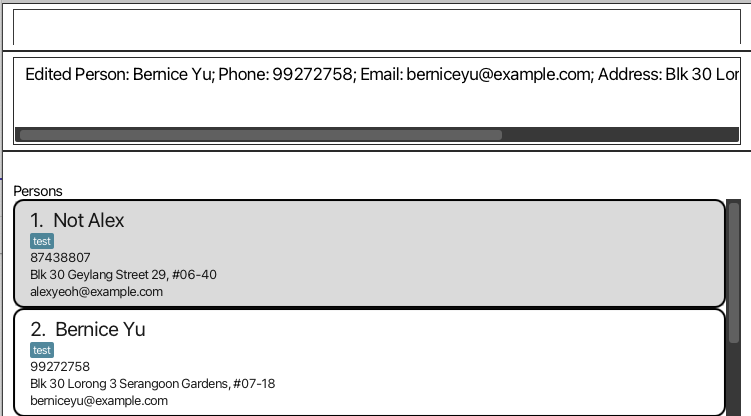 Edited Person: Bernice Yu; Phone: 99272758; Email: berniceyu@example.com; Address: Blk 30 Lor
Persons
1. Not Alex
test
87438807
Blk 30 Geylang Street 29, #06-40
alexyeoh@example.com
2. Bernice Yu
test
99272758
Blk 30 Lorong 3 Serangoon Gardens, #07-18
berniceyu@example.com